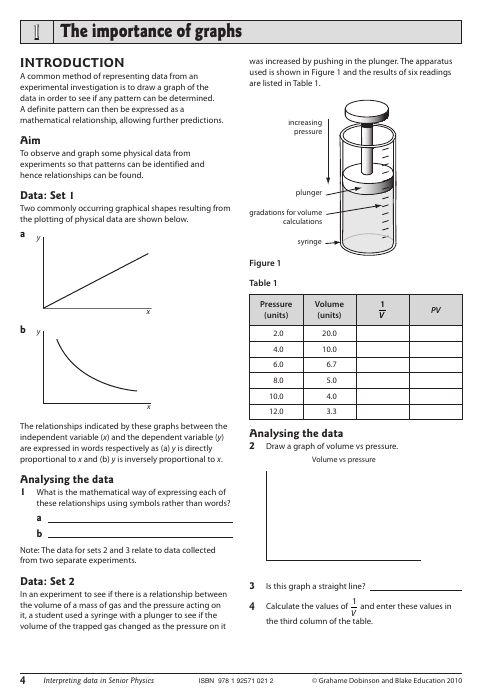 The importance of graphs
INTRODUCTION
A common method of representing data from an
experimental investigation is to draw a graph of the
data in order to see if any pattern can be determined.
A definite pattern can then be expressed as a
mathematical relationship, allowing further predictions.
Aim
To observe and graph some physical data from
experiments so that patterns can be identified and
hence relationships can be found.
Data: Set 1
Two commonly occurring graphical shapes resulting from
the plotting of physical data are shown below.
a
y
x
b
y
x
The relationships indicated by these graphs between the
independent variable (x) and the dependent variable (y)
are expressed in words respectively as (a) y is directly
proportional to x and (b) y is inversely proportional to x.
Analysing the data
1 What is the mathematical way of expressing each of
these relationships using symbols rather than words?
a
b
Note: The data for sets 2 and 3 relate to data collected
from two separate experiments.
Data: Set 2
In an experiment to see if there is a relationship between
the volume of a mass of gas and the pressure acting on
it, a student used a syringe with a plunger to see if the
volume of the trapped gas changed as the pressure on it
was increased by pushing in the plunger. The apparatus
used is shown in Figure 1 and the results of six readings
are listed in Table 1.
increasing
pressure
plunger
gradations for volume
calculations
syringe
Figure 1
Table 1
Pressure (units) Volume (units) 1/V PV
2.0 20.0
4.0 10.0
6.0 6.7
8.0 5.0
10.0 4.0
12.0 3.3
Analysing the data
2 Draw a graph of volume vs pressure.
Volume vs pressure
3 Is this graph a straight line?
4 Calculate the values of 1/V and enter these values in
the third column of the table.
4 Interpreting data in Senior Physics ISBN 978 1 92571 021 2 © Grahame Dobinson and Blake Education 2010